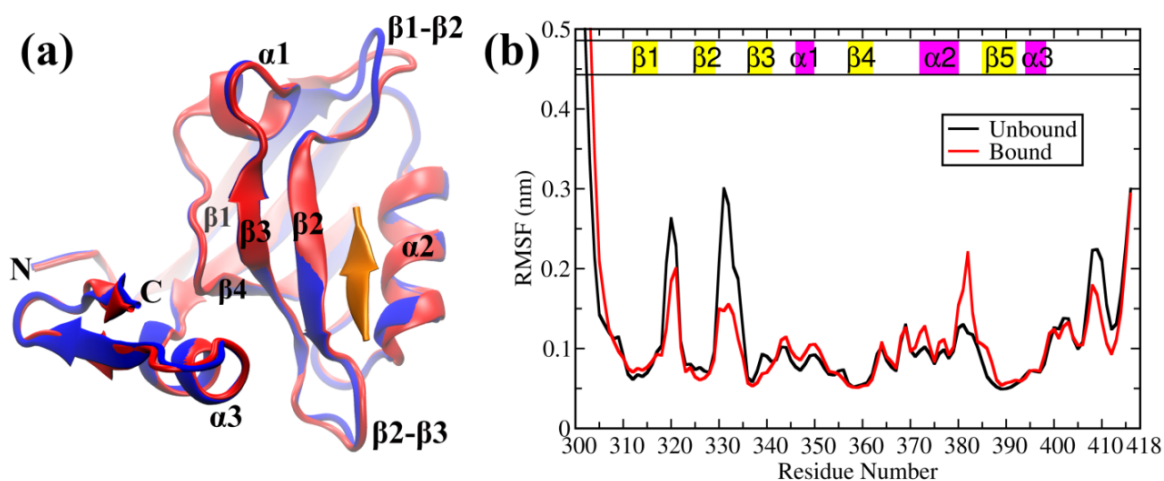 (a)
β1-β2
α1
β1
β3
β2
α2
N
C
β4
α3
β2-β3
(b)
0.5
β1 β2 β3 α1 β4 α2 β5 α3
0.4
Unbound
Bound
0.3
RMSF (nm)
0.2
0.1
0
300 310 320 330 340 350 360 370 380 390 400 410 418
Residue Number